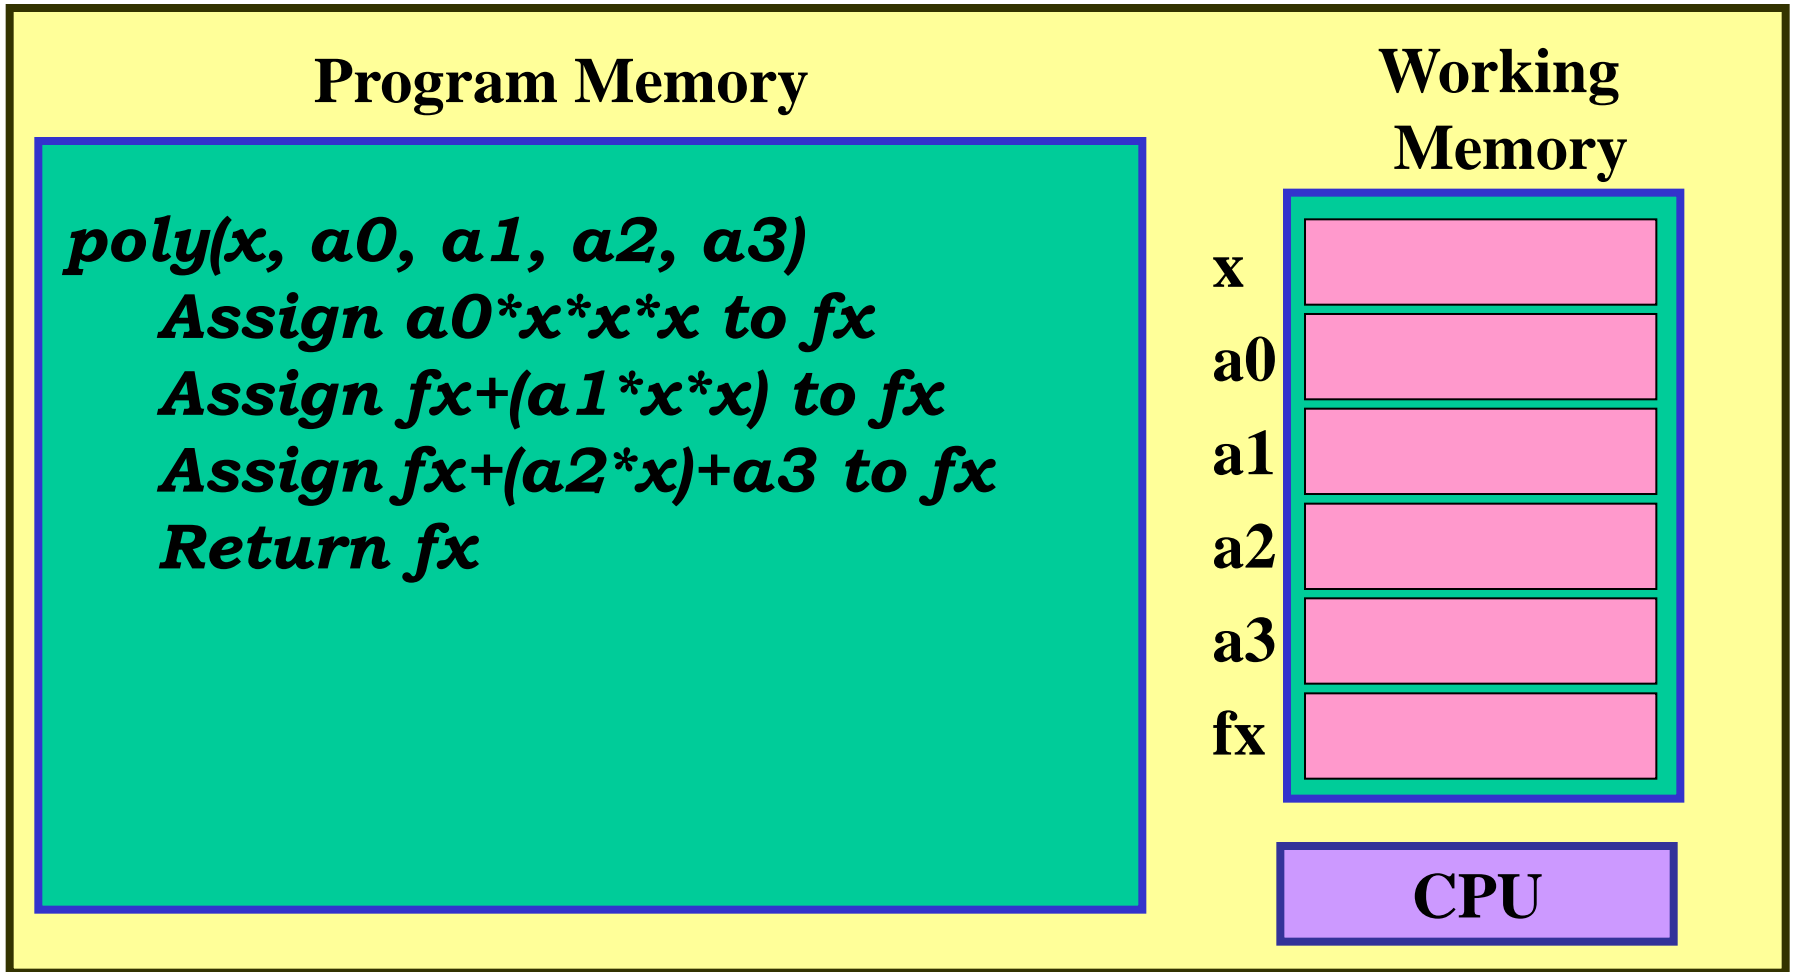 Program Memory
poly(x, a0, a1, a2, a3)
Assign a0*x*x*x to fx
Assign fx+(a1*x*x) to fx
Assign fx+(a2*x)+a3 to fx
Return fx
Working
Memory
x
a0
a1
a2
a3
fx
CPU